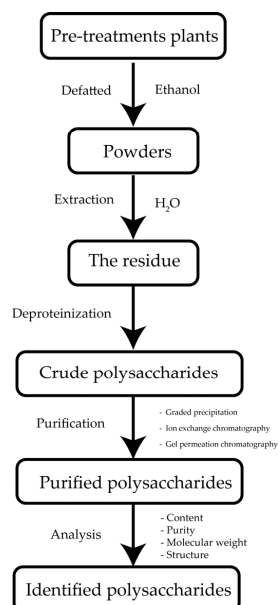 Pre-treatments plants
Defatted Ethanol
Powders
Extraction H₂O
The residue
Deproteinization
Crude polysaccharides
Purification
- Graded precipitation
- Ion exchange chromatography
- Gel permeation chromatography
Purified polysaccharides
Analysis
- Content
- Purity
- Molecular weight
- Structure
Identified polysaccharides